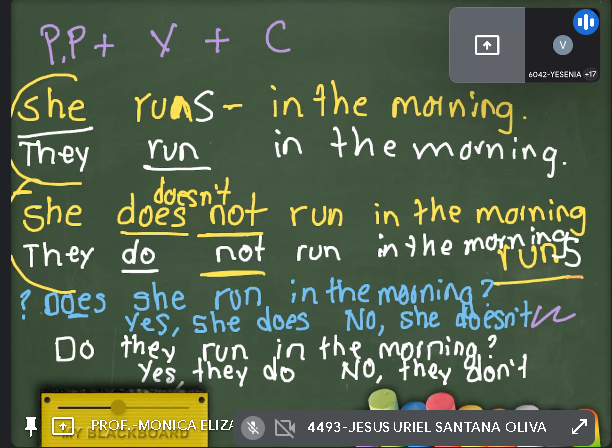 P.P + V + C
V
6042-YESENIA +17
she runs - in the morning.
They run in the morning.
doesn't
she does not run in the morning
They do not run in the morning
runs
? Does she run in the morning?
yes, she does No, she doesn't
Do they run in the morning?
Yes they do No, they don't
PROF.-MONICA ELIZA
4493-JESUS URIEL SANTANA OLIVA
BLACKBOARD